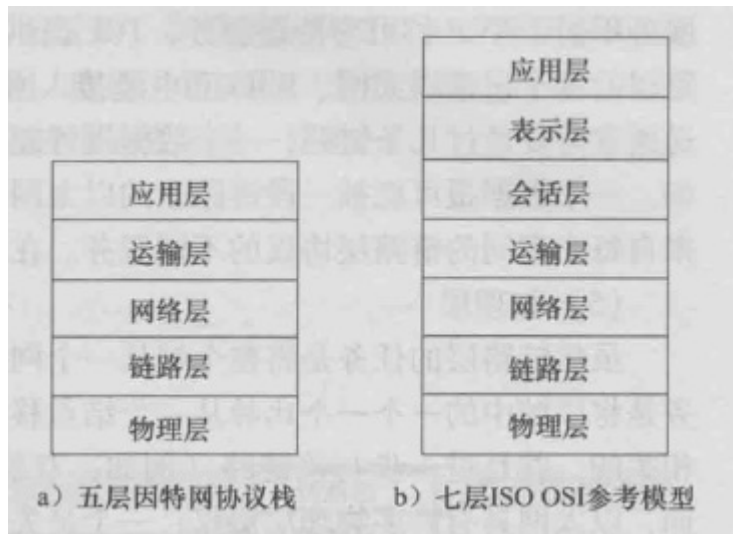 应用层
运输层
网络层
链路层
物理层
a）五层因特网协议栈
应用层
表示层
会话层
运输层
网络层
链路层
物理层
b）七层ISO OSI参考模型